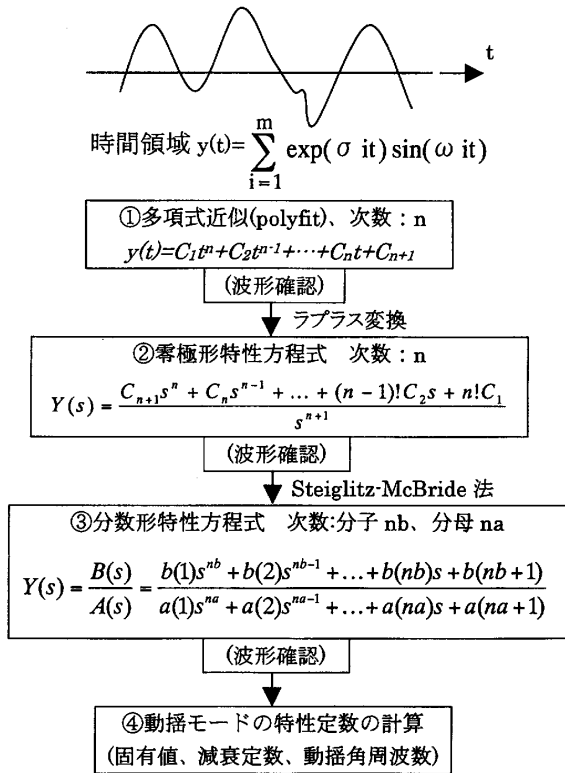 t
時間領域 y(t)=∑ᵢ₌₁ᵐ exp(σ it) sin(ω it)
①多項式近似(polyfit)、次数：n
y(t)=C₁tⁿ+C₂tⁿ⁻¹+⋯+Cₙt+Cₙ₊₁
(波形確認)
ラプラス変換
②零極形特性方程式　次数：n
Y(s) = (Cₙ₊₁sⁿ + Cₙsⁿ⁻¹ + ... + (n−1)!C₂s + n!C₁) / sⁿ⁺¹
(波形確認)
Steiglitz-McBride 法
③分数形特性方程式　次数:分子 nb、分母 na
Y(s) = B(s)/A(s) = (b(1)s^nb + b(2)s^(nb−1) + ... + b(nb)s + b(nb+1)) / (a(1)s^na + a(2)s^(na−1) + ... + a(na)s + a(na+1))
(波形確認)
④動揺モードの特性定数の計算
(固有値、減衰定数、動揺角周波数)